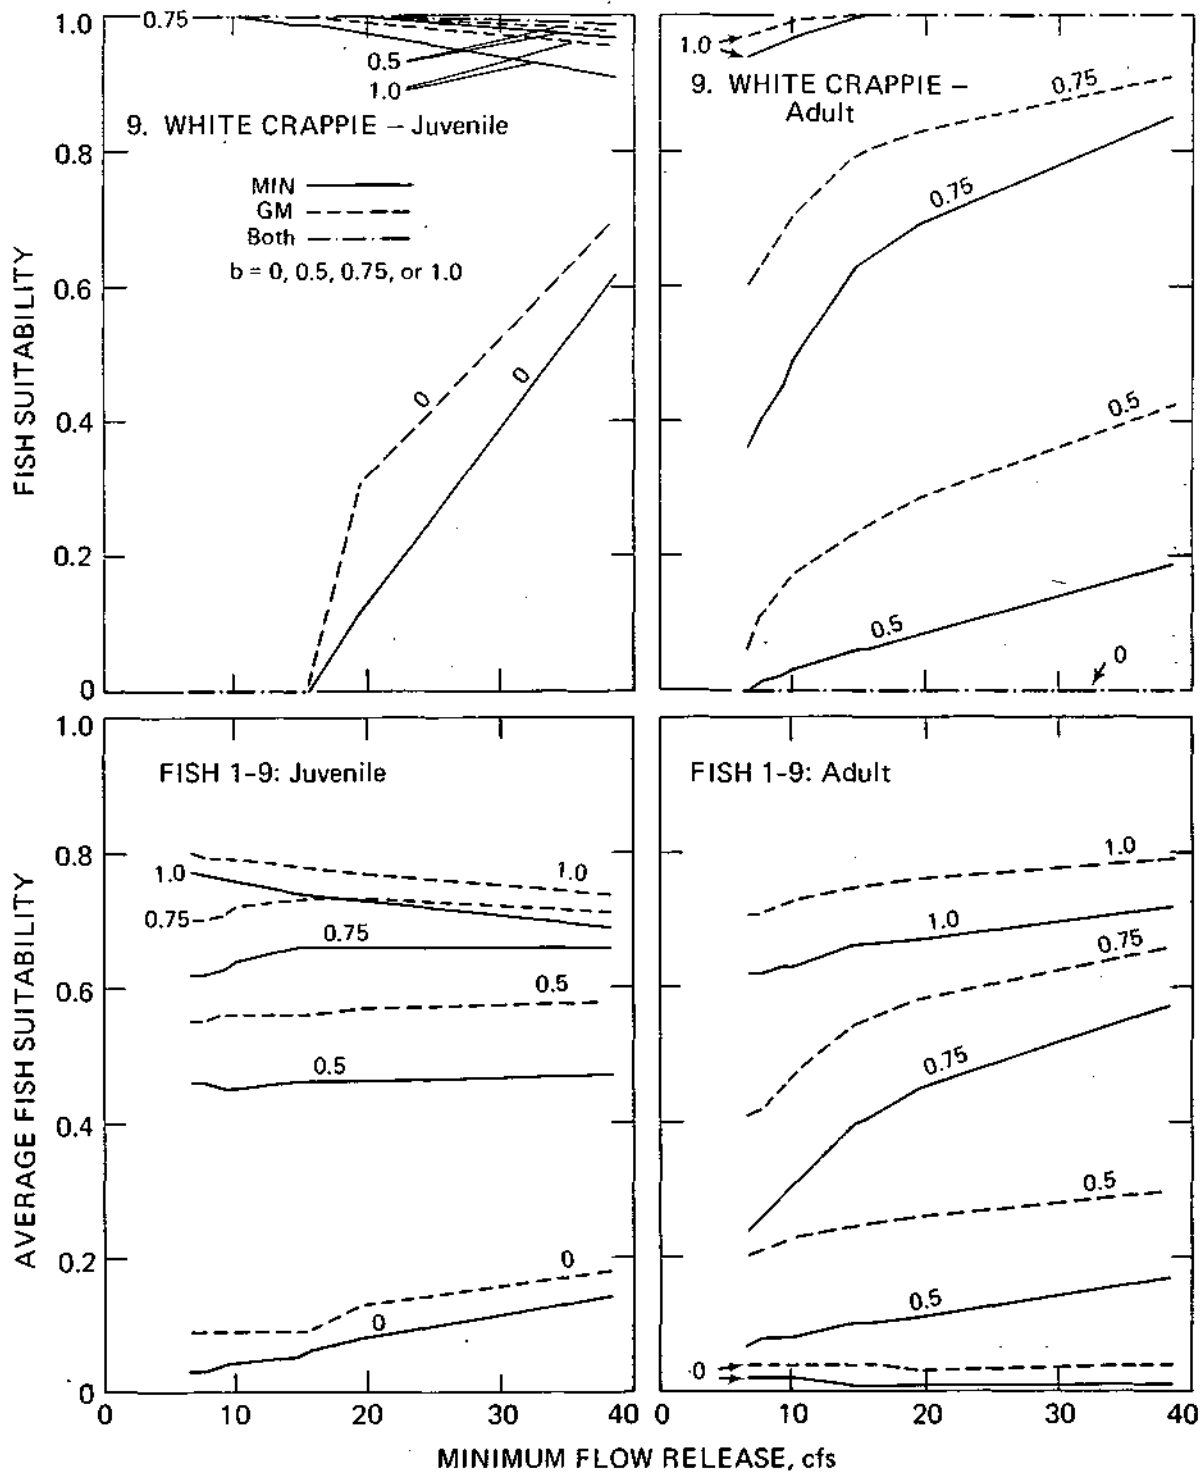 1.0
0.75
0.5
1.0
9. WHITE CRAPPIE – Juvenile
MIN
GM
Both
b = 0, 0.5, 0.75, or 1.0
0.8
0.6
0.4
0.2
0
0
0
FISH SUITABILITY
1.0
9. WHITE CRAPPIE –
Adult
0.75
0.75
0.5
0.5
0
1.0
FISH 1-9: Juvenile
0.8
1.0
1.0
0.75
0.75
0.6
0.5
0.5
0.4
0.2
0
0
0
AVERAGE FISH SUITABILITY
0 10 20 30 40
FISH 1-9: Adult
1.0
1.0
0.75
0.75
0.5
0.5
0
0 10 20 30 40
MINIMUM FLOW RELEASE, cfs